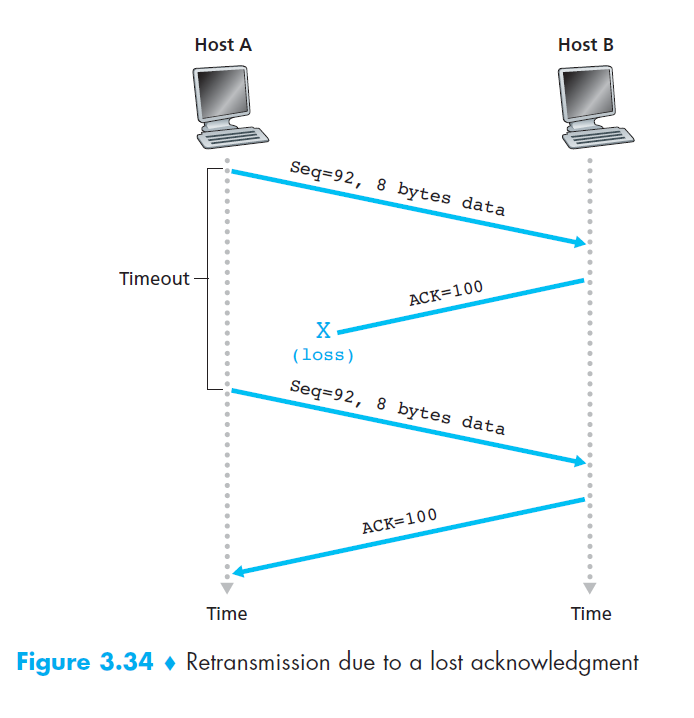 Host A
Host B
Seq=92, 8 bytes data
Timeout
ACK=100
X
(loss)
Seq=92, 8 bytes data
ACK=100
Time
Time
Figure 3.34 ♦ Retransmission due to a lost acknowledgment